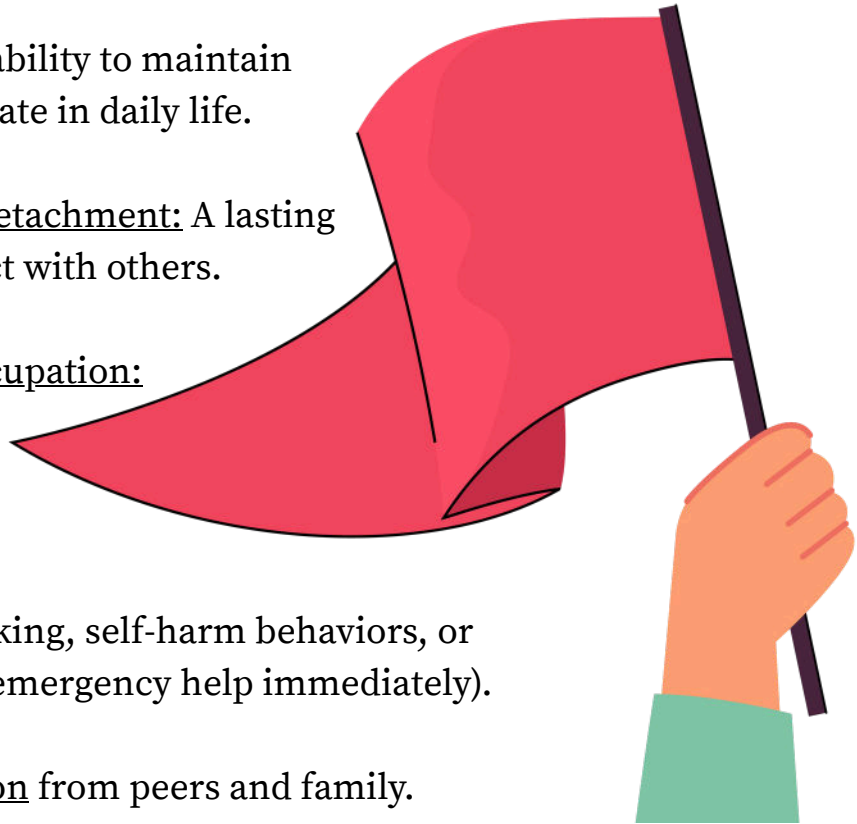 ability to maintain
ate in daily life.
etachment: A lasting
ct with others.
cupation:
king, self-harm behaviors, or
emergency help immediately).
on from peers and family.